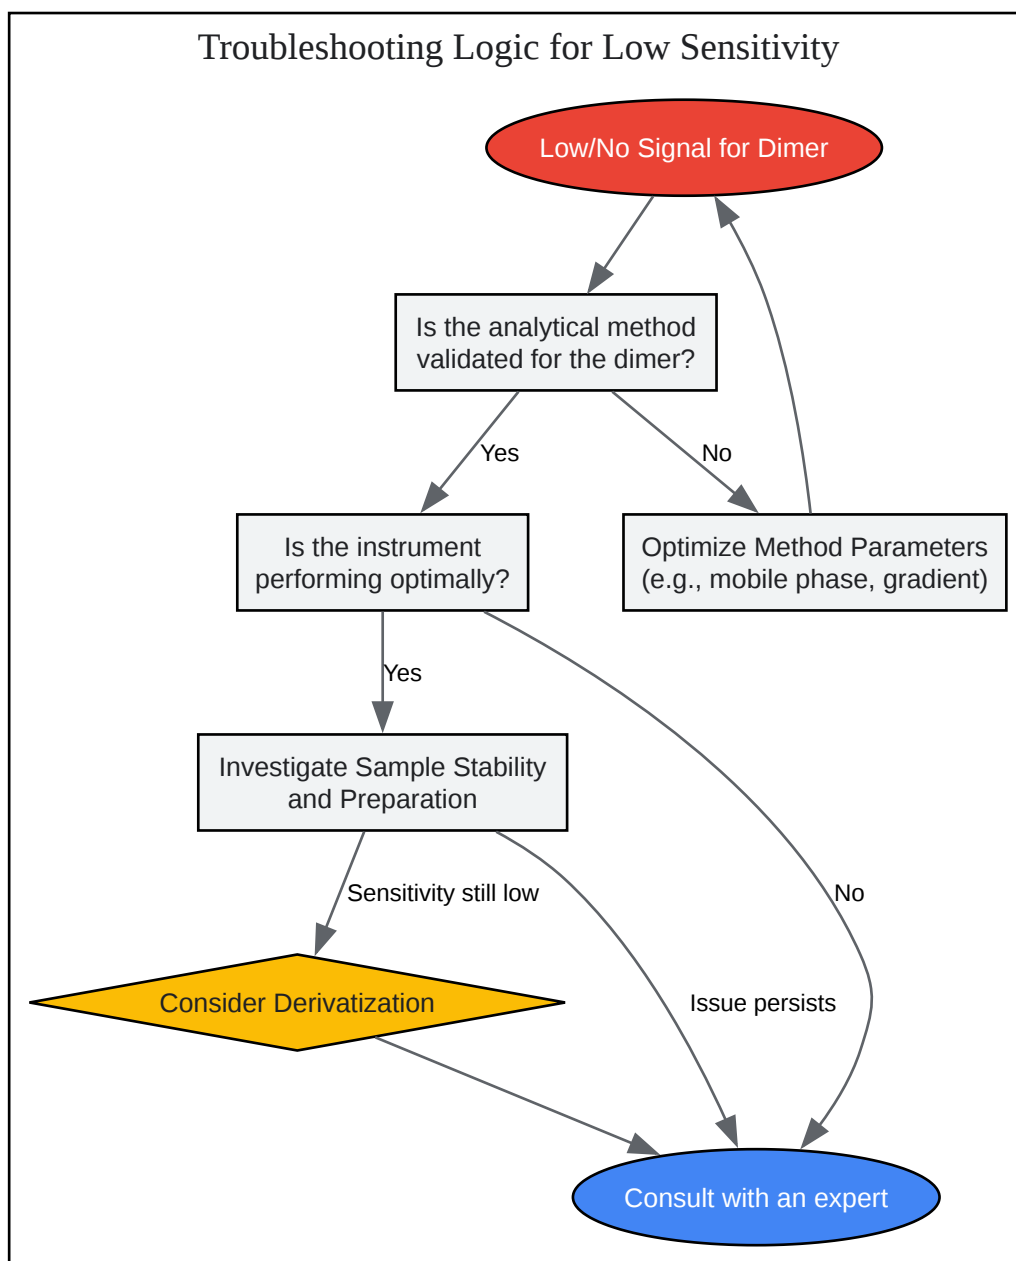 Troubleshooting Logic for Low Sensitivity
Low/No Signal for Dimer
Is the analytical method
validated for the dimer?
Yes
No
Is the instrument
performing optimally?
Optimize Method Parameters
(e.g., mobile phase, gradient)
Yes
Investigate Sample Stability
and Preparation
Sensitivity still low
No
Consider Derivatization
Issue persists
Consult with an expert